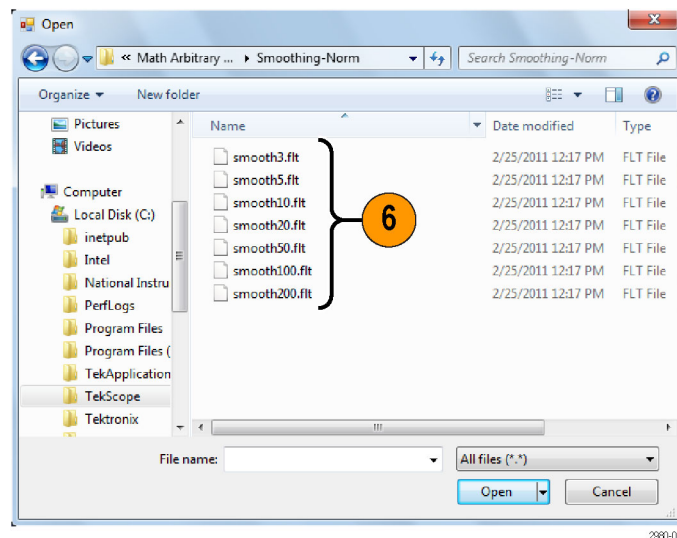 Open
« Math Arbitrary ... ▸ Smoothing-Norm
Search Smoothing-Norm
Organize ▾ New folder
Pictures
Videos
Computer
Local Disk (C:)
inetpub
Intel
National Instru
PerfLogs
Program Files
Program Files (
TekApplication
TekScope
Tektronix
Name Date modified Type
smooth3.flt 2/25/2011 12:17 PM FLT File
smooth5.flt 2/25/2011 12:17 PM FLT File
smooth10.flt 2/25/2011 12:17 PM FLT File
smooth20.flt 2/25/2011 12:17 PM FLT File
smooth50.flt 2/25/2011 12:17 PM FLT File
smooth100.flt 2/25/2011 12:17 PM FLT File
smooth200.flt 2/25/2011 12:17 PM FLT File
6
File name: All files (*.*)
Open Cancel